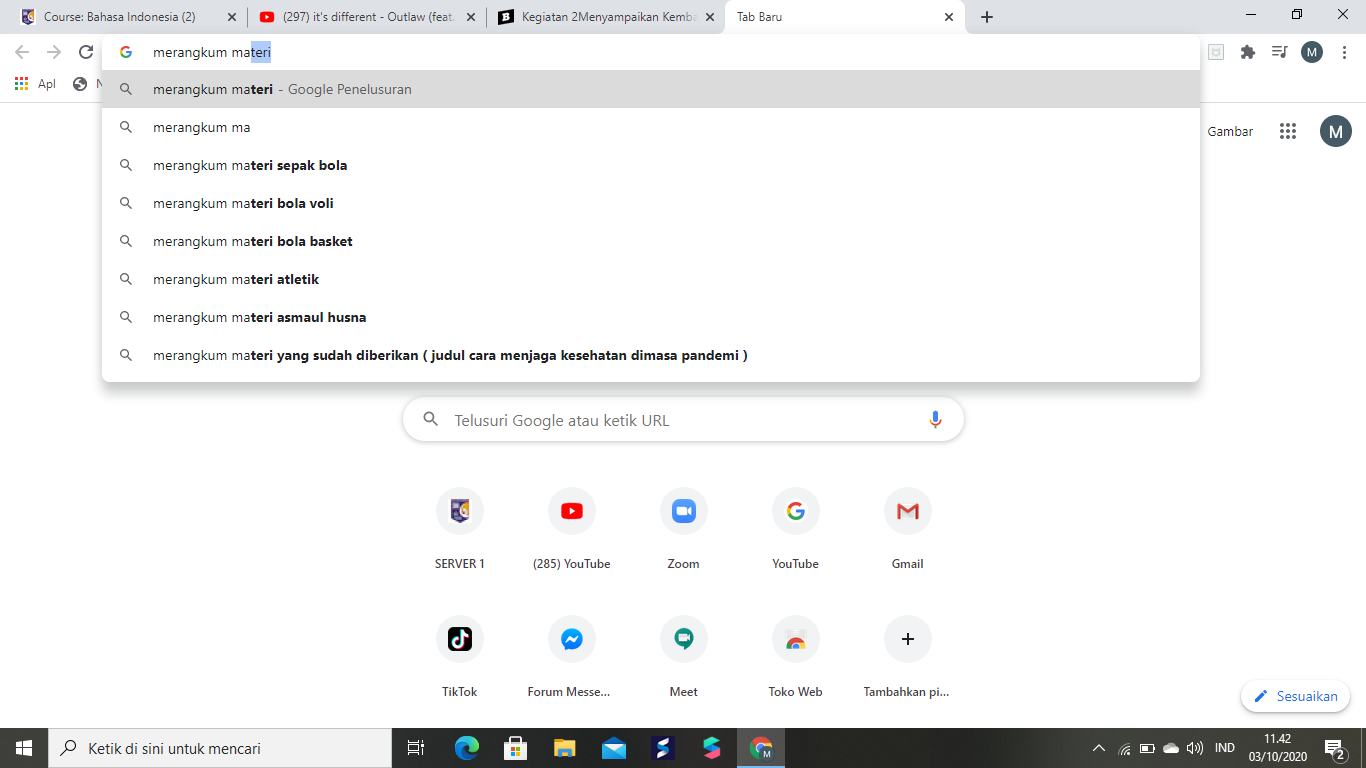 Course: Bahasa Indonesia (2)
(297) it's different - Outlaw (feat.
Kegiatan 2Menyampaikan Kemba
Tab Baru
merangkum materi
M
Apl
merangkum materi - Google Penelusuran
merangkum ma
merangkum materi sepak bola
merangkum materi bola voli
merangkum materi bola basket
merangkum materi atletik
merangkum materi asmaul husna
merangkum materi yang sudah diberikan ( judul cara menjaga kesehatan dimasa pandemi )
Gambar
M
Telusuri Google atau ketik URL
SERVER 1
(285) YouTube
Zoom
YouTube
Gmail
TikTok
Forum Messe...
Meet
Toko Web
Tambahkan pi...
Sesuaikan
Ketik di sini untuk mencari
M
IND
11.42
03/10/2020
2